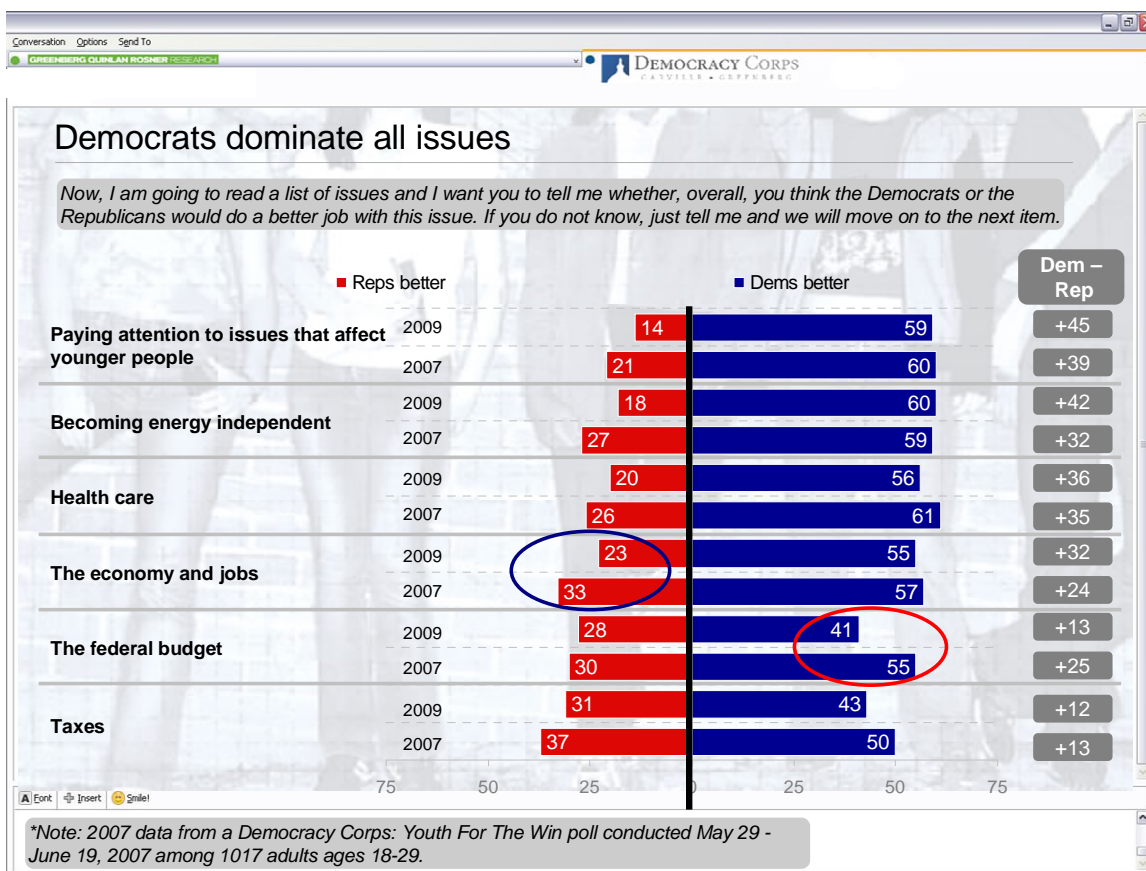 Conversation Options Send To
GREENBERG QUINLAN ROSNER RESEARCH
DEMOCRACY CORPS
Democrats dominate all issues
Now, I am going to read a list of issues and I want you to tell me whether, overall, you think the Democrats or the
Republicans would do a better job with this issue. If you do not know, just tell me and we will move on to the next item.
Reps better
Dems better
Dem –
Rep
Paying attention to issues that affect
younger people
2009 14 59 +45
2007 21 60 +39
Becoming energy independent
2009 18 60 +42
2007 27 59 +32
Health care
2009 20 56 +36
2007 26 61 +35
The economy and jobs
2009 23 55 +32
2007 33 57 +24
The federal budget
2009 28 41 +13
2007 30 55 +25
Taxes
2009 31 43 +12
2007 37 50 +13
75 50 25 0 25 50 75
A Font Insert Smile!
*Note: 2007 data from a Democracy Corps: Youth For The Win poll conducted May 29 -
June 19, 2007 among 1017 adults ages 18-29.